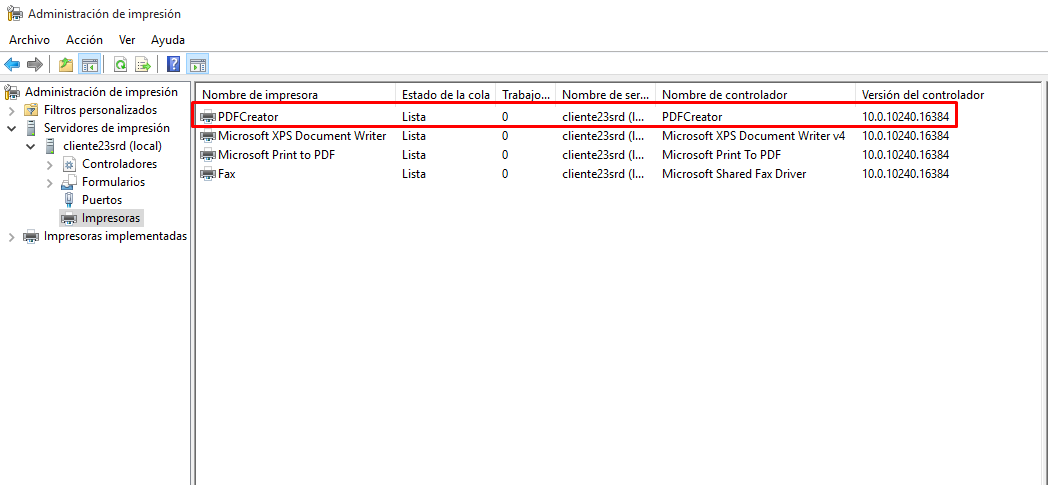 Administración de impresión
Archivo Acción Ver Ayuda
Administración de impresión
Filtros personalizados
Servidores de impresión
cliente23srd (local)
Controladores
Formularios
Puertos
Impresoras
Impresoras implementadas
Nombre de impresora Estado de la cola Trabajo... Nombre de ser... Nombre de controlador Versión del controlador
PDFCreator Lista 0 cliente23srd (l... PDFCreator 10.0.10240.16384
Microsoft XPS Document Writer Lista 0 cliente23srd (l... Microsoft XPS Document Writer v4 10.0.10240.16384
Microsoft Print to PDF Lista 0 cliente23srd (l... Microsoft Print To PDF 10.0.10240.16384
Fax Lista 0 cliente23srd (l... Microsoft Shared Fax Driver 10.0.10240.16384